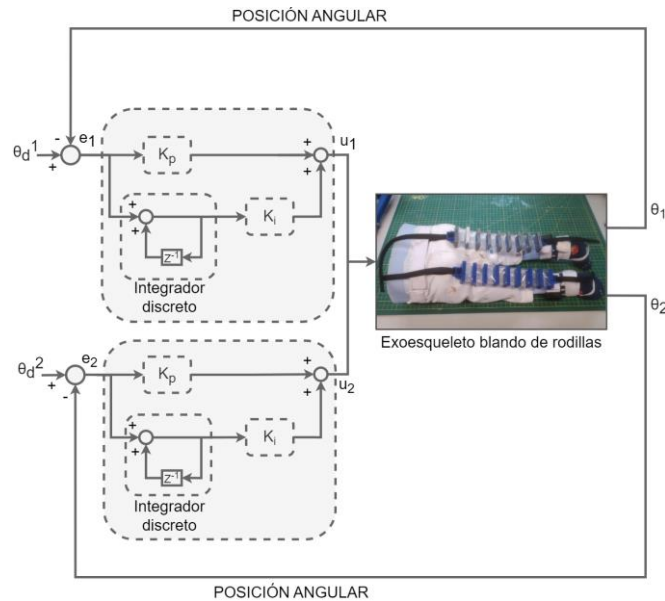 POSICIÓN ANGULAR
-
θd1
+
e1
Kp
+
+
u1
+
+
Ki
z-1
Integrador
discreto
θ1
Exoesqueleto blando de rodillas
θ2
θd2
+
-
e2
Kp
+
+
u2
+
+
Ki
z-1
Integrador
discreto
POSICIÓN ANGULAR